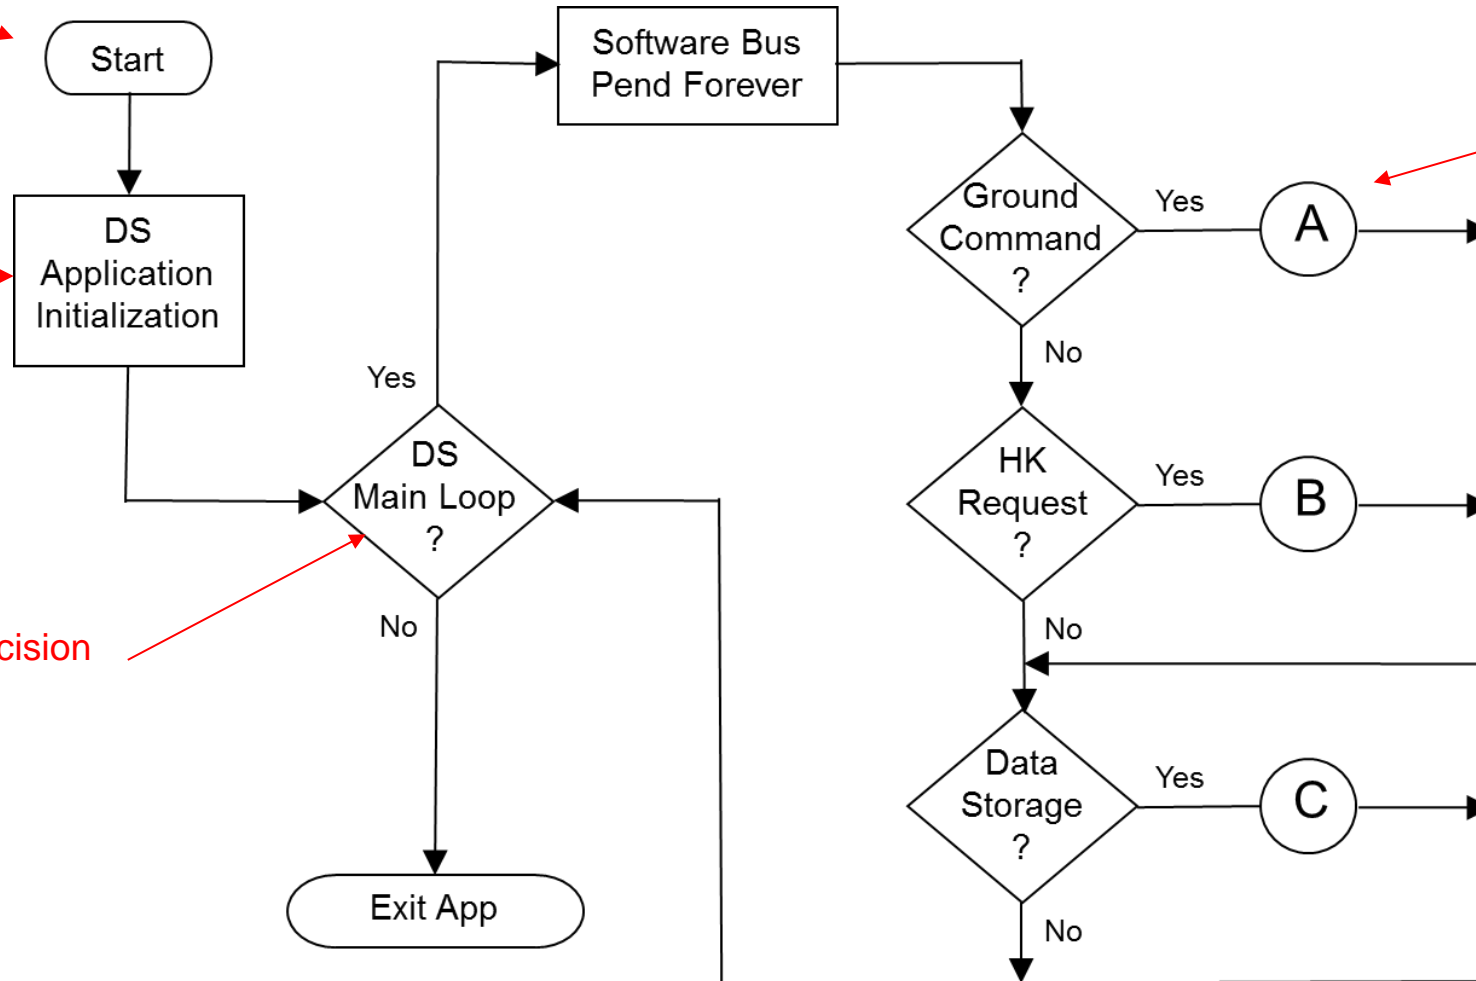 Start
Software Bus
Pend Forever
Ground
Command
?
Yes
A
No
DS
Application
Initialization
Yes
DS
Main Loop
?
No
HK
Request
?
Yes
B
No
cision
Data
Storage
?
Yes
C
No
Exit App